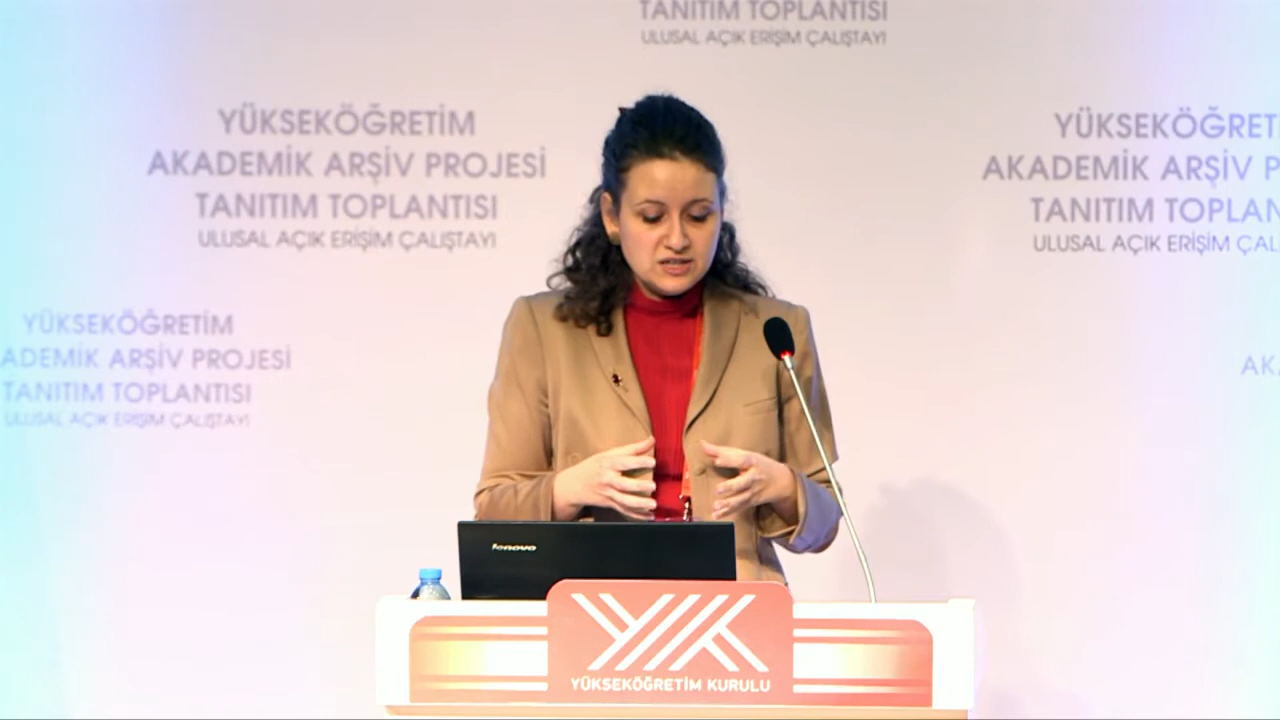 TANITIM TOPLANTISI
ULUSAL AÇIK ERİŞİM ÇALIŞTAYI
YÜKSEKÖĞRETİM
AKADEMİK ARŞİV PROJESİ
TANITIM TOPLANTISI
ULUSAL AÇIK ERİŞİM ÇALIŞTAYI
YÜKSEKÖĞRET
AKADEMİK ARŞİV P
TANITIM TOPLAN
ULUSAL AÇIK ERİŞİM ÇAL
YÜKSEKÖĞRETİM
ADEMİK ARŞİV PROJESİ
TANITIM TOPLANTISI
ULUSAL AÇIK ERİŞİM ÇALIŞTAYI
AKA
lenovo
YÜKSEKÖĞRETİM KURULU